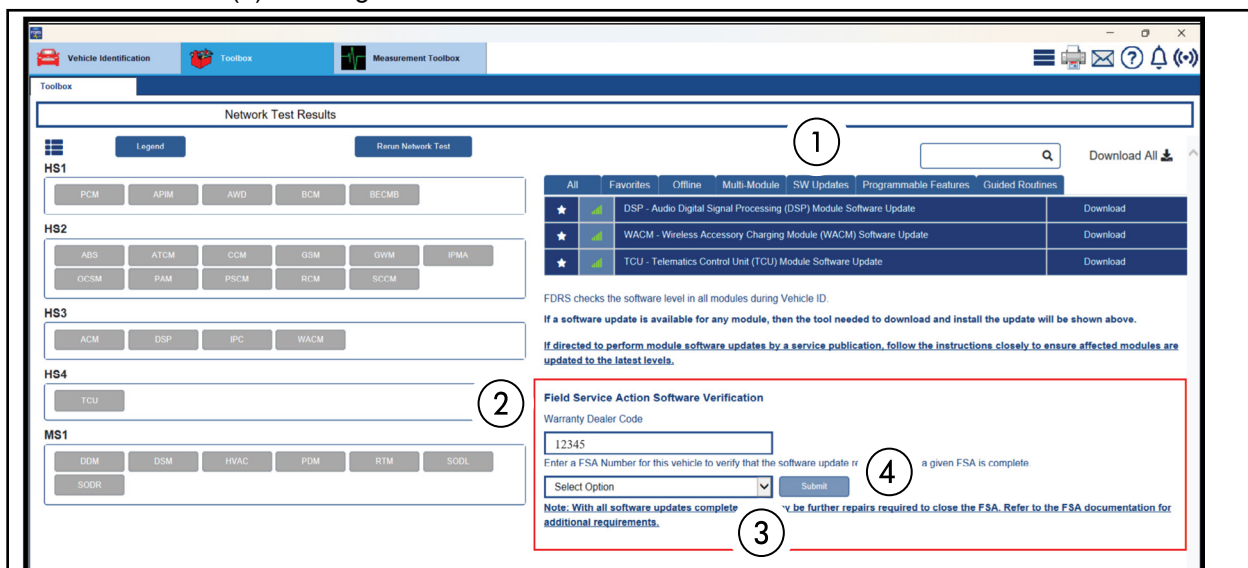 (s)
Vehicle Identification
Toolbox
Measurement Toolbox
Toolbox
Network Test Results
Legend
Rerun Network Test
1
Download All
HS1
PCM APIM AWD BCM BECMB
All Favorites Offline Multi-Module SW Updates Programmable Features Guided Routines
DSP - Audio Digital Signal Processing (DSP) Module Software Update Download
WACM - Wireless Accessory Charging Module (WACM) Software Update Download
TCU - Telematics Control Unit (TCU) Module Software Update Download
HS2
ABS ATCM CCM GSM GWM IPMA
OCSM PAM PSCM RCM SCCM
HS3
ACM DSP IPC WACM
HS4
TCU
MS1
DDM DSM HVAC PDM RTM SODL
SODR
FDRS checks the software level in all modules during Vehicle ID.
If a software update is available for any module, then the tool needed to download and install the update will be shown above.
If directed to perform module software updates by a service publication, follow the instructions closely to ensure affected modules are
updated to the latest levels.
2
Field Service Action Software Verification
Warranty Dealer Code
12345
Enter a FSA Number for this vehicle to verify that the software update a given FSA is complete
4
Select Option
Submit
Note: With all software updates complete be further repairs required to close the FSA. Refer to the FSA documentation for
additional requirements.
3